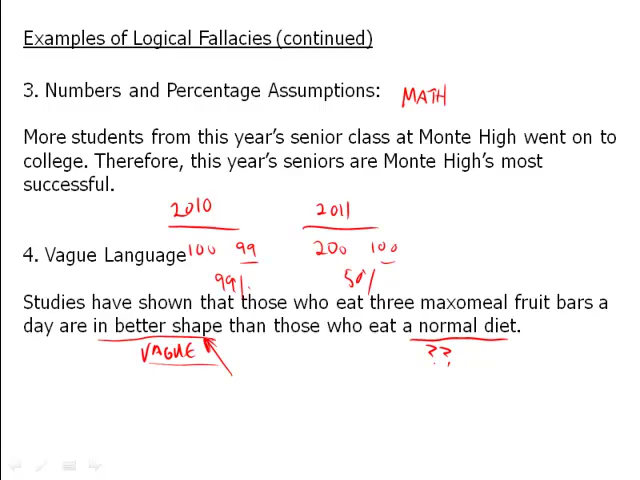 Examples of Logical Fallacies (continued)
3. Numbers and Percentage Assumptions: MATH
More students from this year's senior class at Monte High went on to
college. Therefore, this year's seniors are Monte High's most
successful.
2010 2011
4. Vague Language 100 99 200 100
99% 50%
Studies have shown that those who eat three maxomeal fruit bars a
day are in better shape than those who eat a normal diet.
VAGUE ??